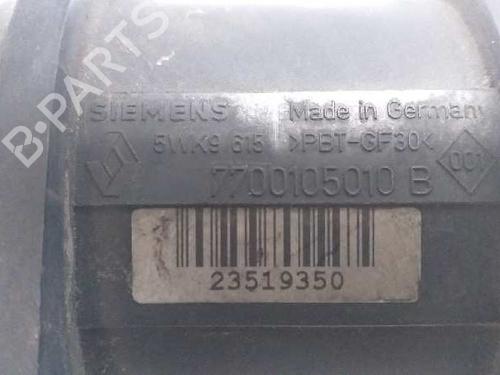 B-PARTS
SIEMENS Made in Germany
5WK9 615 >PBT-GF30<
001
7700105010 B
23519350